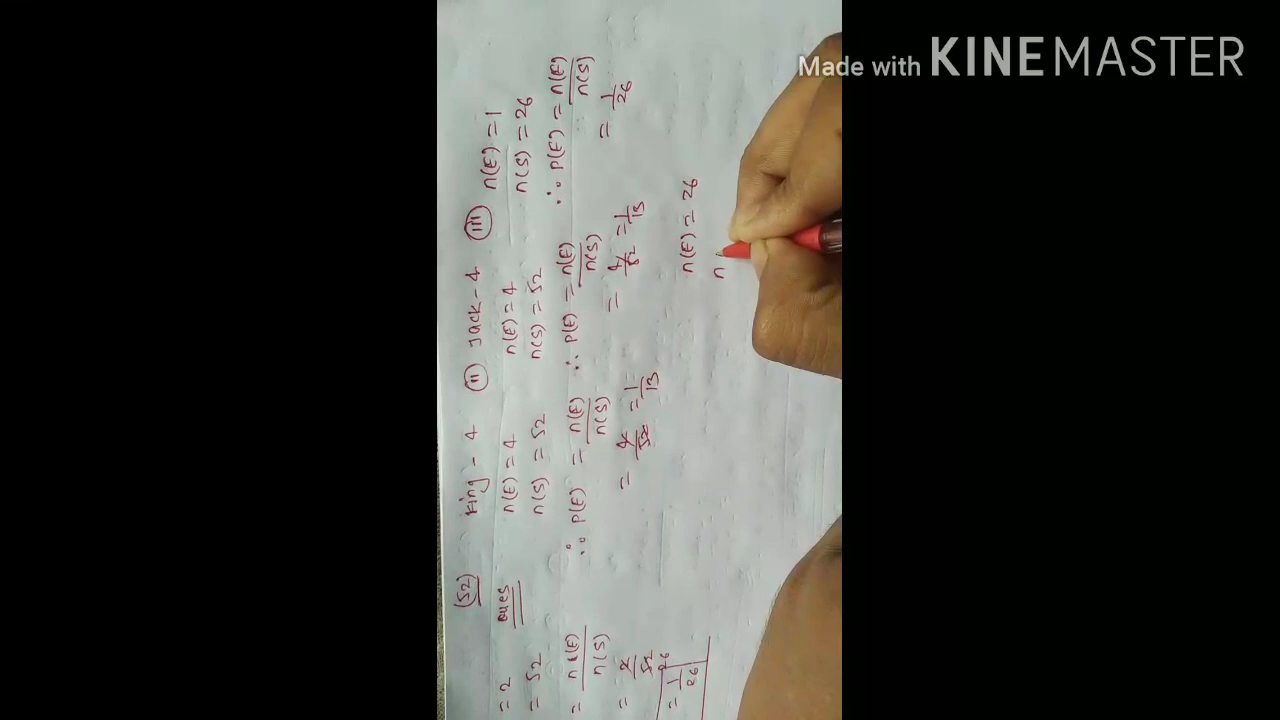 Made with KINEMASTER
(52)
ques
= 2
= 52
= n(E)/n(S)
= 2/52 26
= 1/26
King - 4
n(E) = 4
n(S) = 52
∴ P(E) = n(E)/n(S)
= 4/52 = 1/13
(ii) Jack - 4
n(E) = 4
n(S) = 52
∴ P(E) = n(E)/n(S)
= 4/52 = 1/13
(iii) n(E) = 1
n(S) = 26
∴ P(E) = n(E)/n(S)
= 1/26
n(E) = 26
n